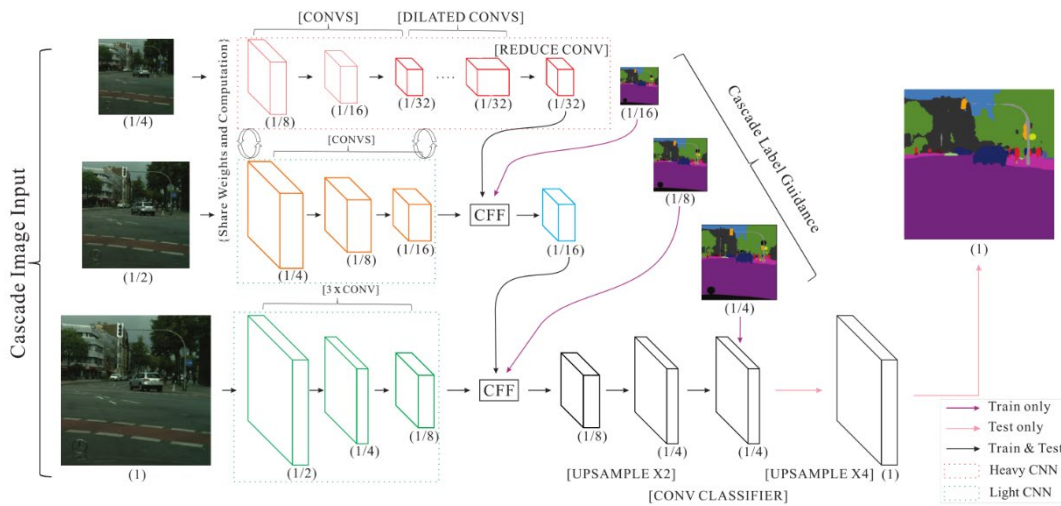 [CONVS]
[DILATED CONVS]
[REDUCE CONV]
(1/4)
(1/8)
(1/16)
(1/32)
(1/32)
(1/32)
(1/16)
Cascade Image Input
{Share Weights and Computation}
Cascade Label Guidance
[CONVS]
(1/2)
(1/4)
(1/8)
(1/16)
CFF
(1/16)
(1/8)
(1)
[3 x CONV]
(1)
(1/2)
(1/4)
(1/8)
CFF
(1/8)
(1/4)
(1/4)
(1/4)
(1)
[UPSAMPLE X2]
[UPSAMPLE X4]
[CONV CLASSIFIER]
Train only
Test only
Train & Test
Heavy CNN
Light CNN